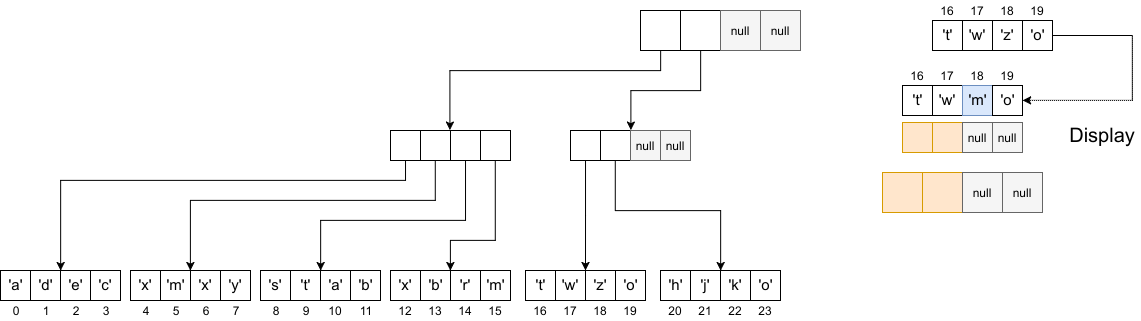 null null
null null
'a' 'd' 'e' 'c' 'x' 'm' 'x' 'y' 's' 't' 'a' 'b' 'x' 'b' 'r' 'm' 't' 'w' 'z' 'o' 'h' 'j' 'k' 'o'
0 1 2 3 4 5 6 7 8 9 10 11 12 13 14 15 16 17 18 19 20 21 22 23
16 17 18 19
't' 'w' 'z' 'o'
16 17 18 19
't' 'w' 'm' 'o'
null null
Display
null null